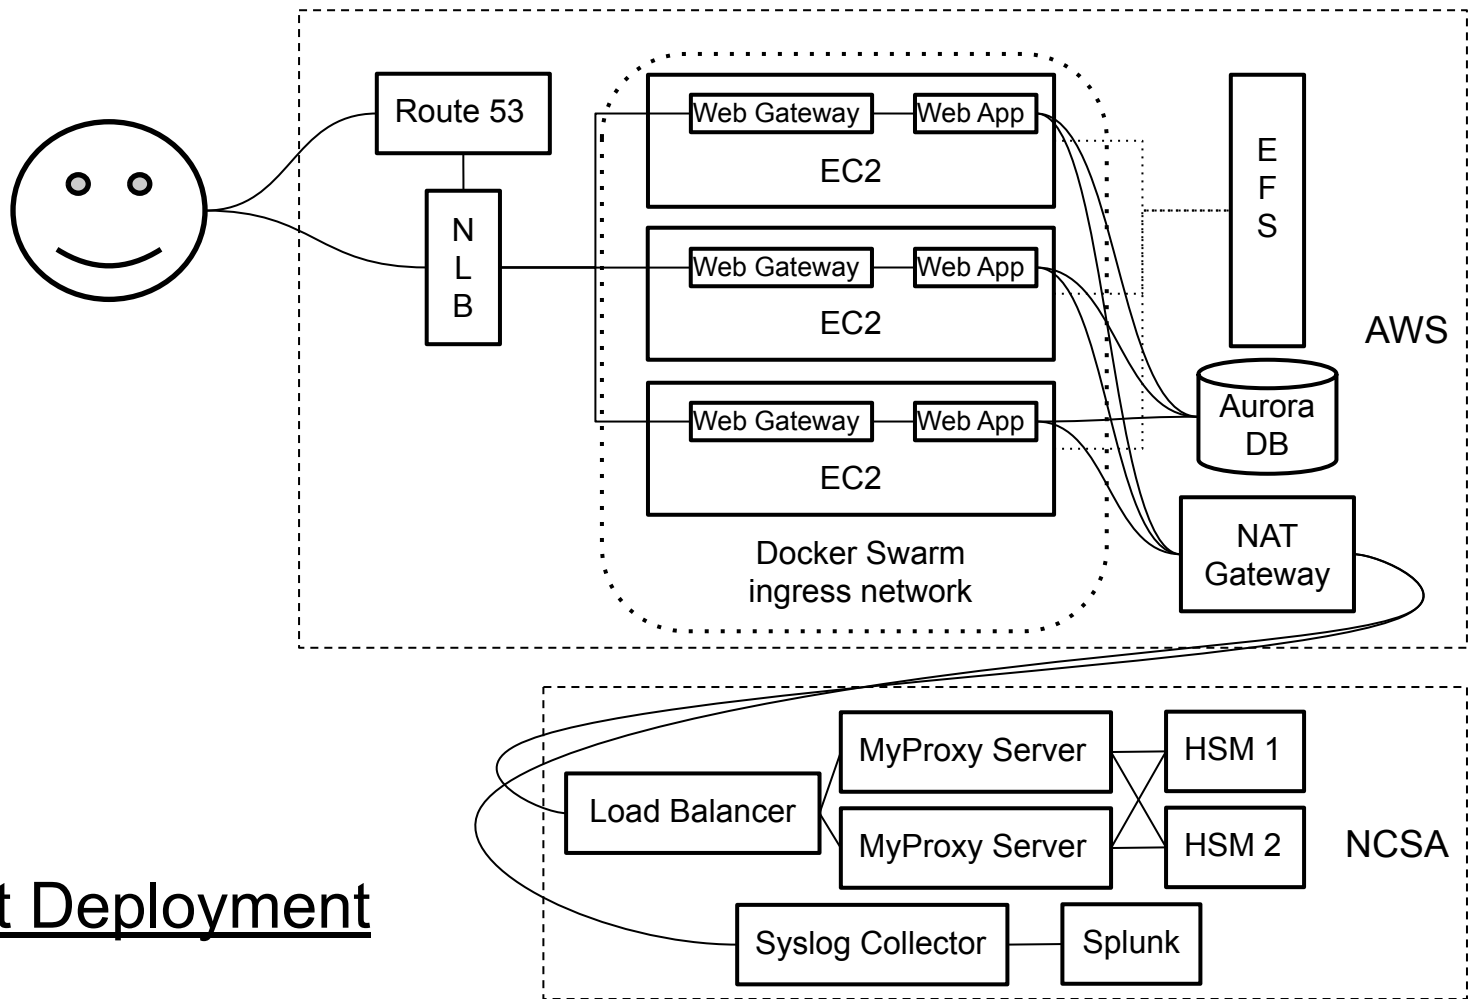 Route 53
N
L
B
Web Gateway
Web App
EC2
Web Gateway
Web App
EC2
Web Gateway
Web App
EC2
Docker Swarm
ingress network
E
F
S
AWS
Aurora
DB
NAT
Gateway
Load Balancer
MyProxy Server
MyProxy Server
HSM 1
HSM 2
NCSA
Syslog Collector
Splunk
t Deployment